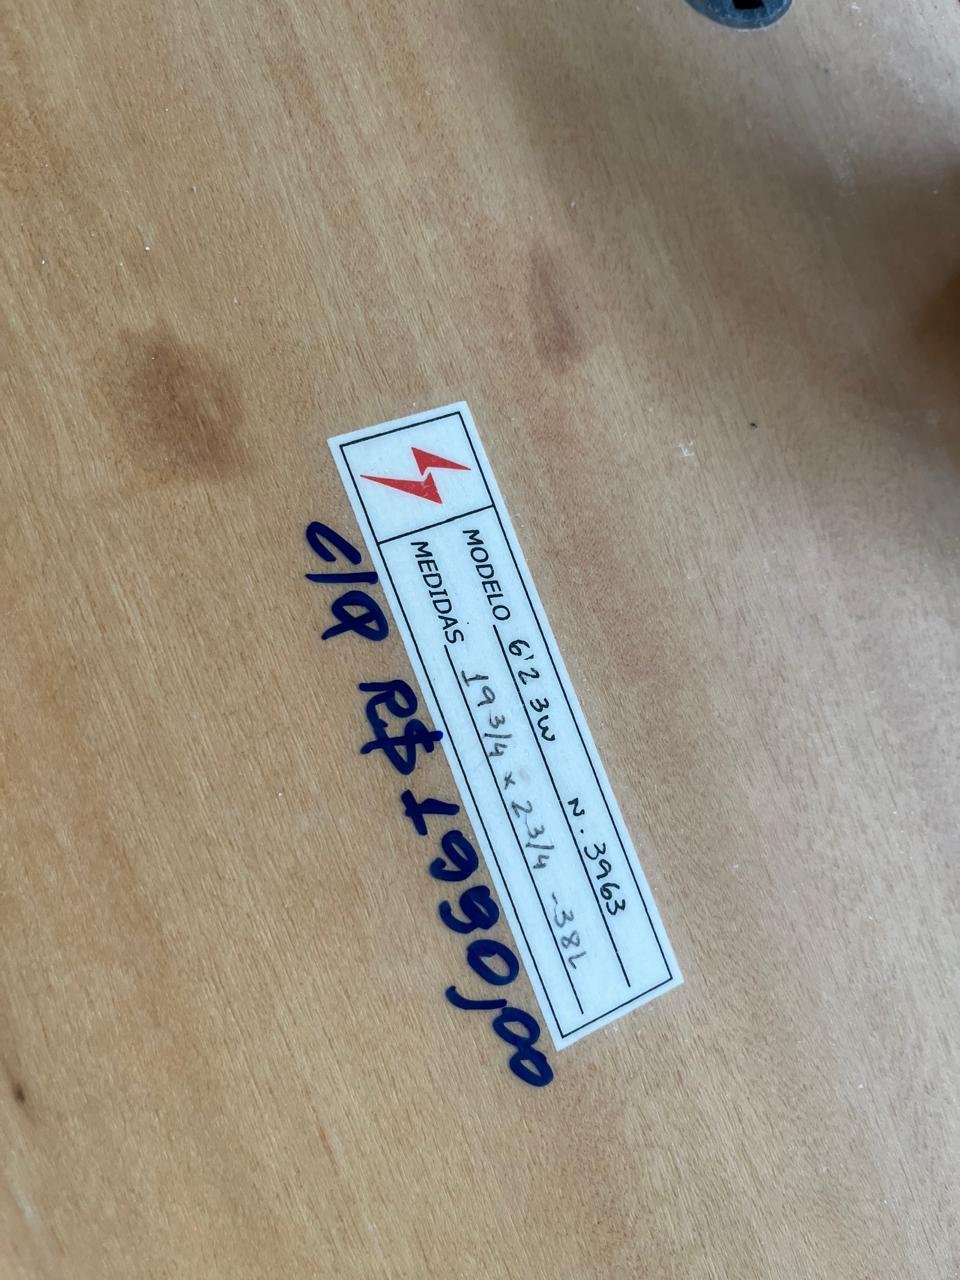 MODELO 6'2 3W N.3963
MEDIDAS 19 3/4 x 2 3/4 -38L
C/Q R$ 1990,00